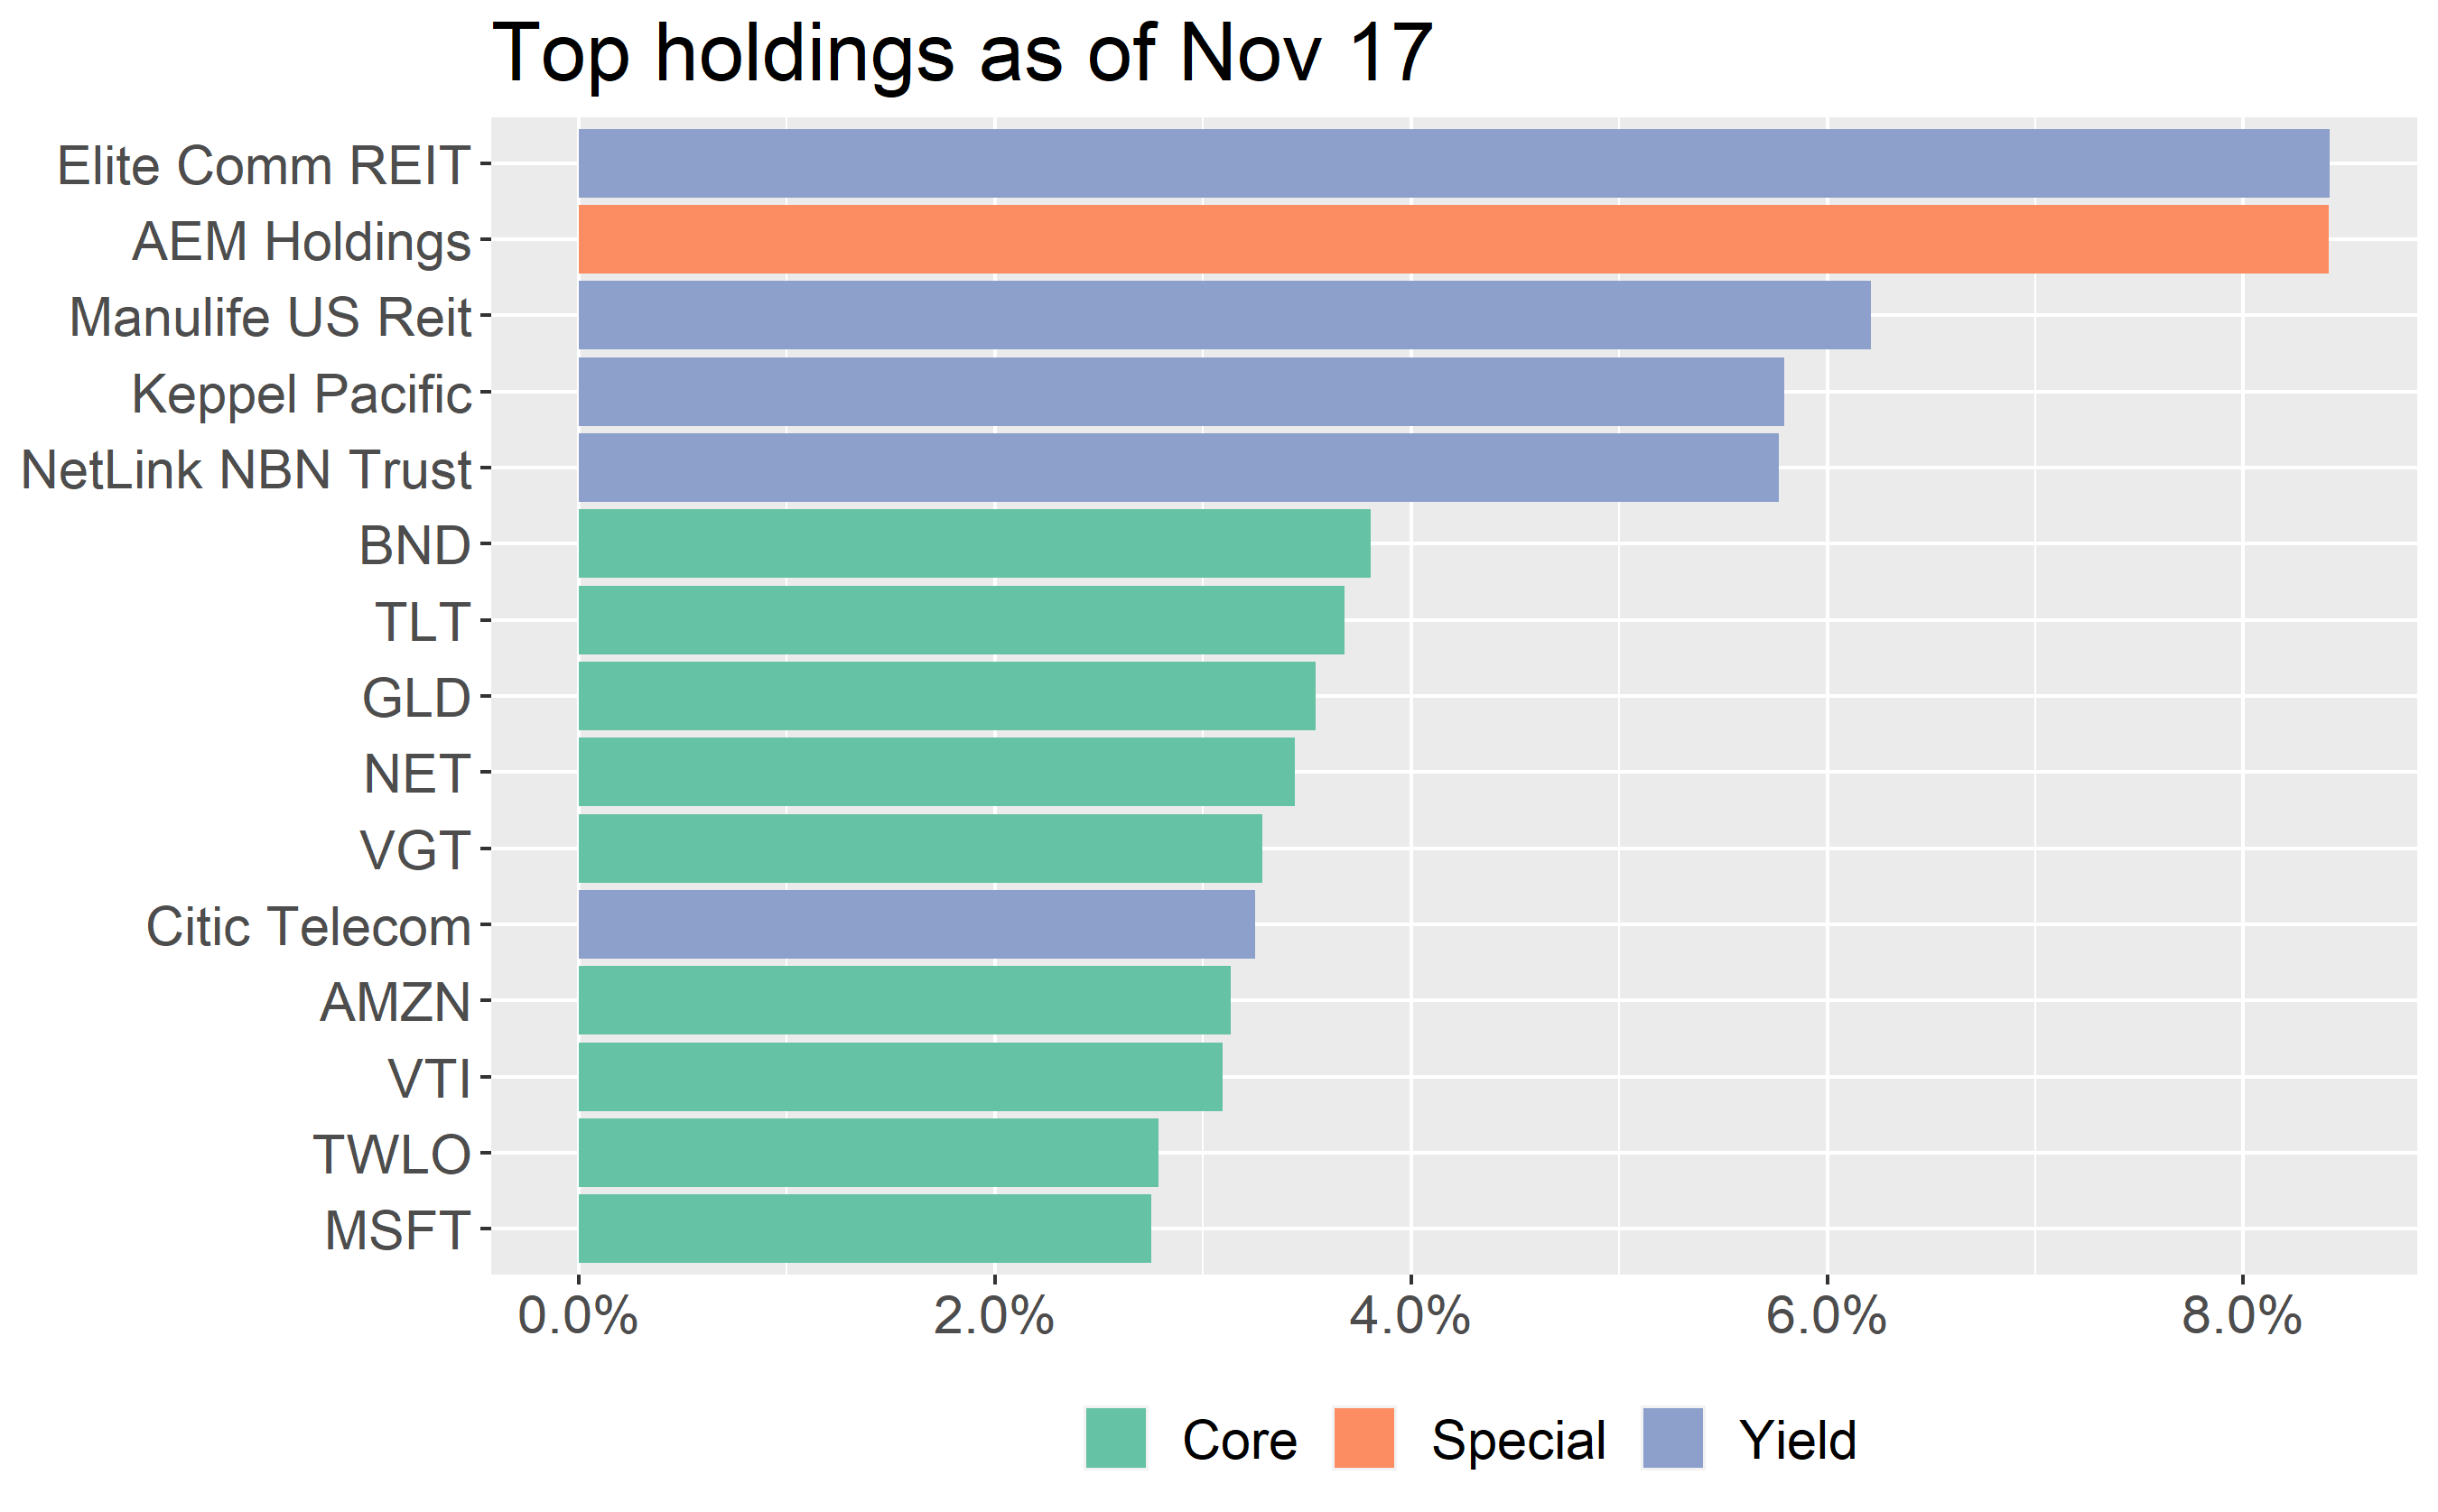 Top holdings as of Nov 17
Elite Comm REIT
AEM Holdings
Manulife US Reit
Keppel Pacific
NetLink NBN Trust
BND
TLT
GLD
NET
VGT
Citic Telecom
AMZN
VTI
TWLO
MSFT
0.0% 2.0% 4.0% 6.0% 8.0%
Core Special Yield